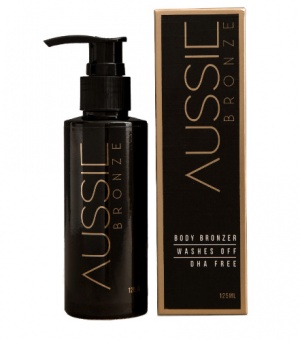 AUSSIE
BRONZE
AUSSIE
BRONZE
BODY BRONZER
WASHES OFF
DHA FREE
125ML